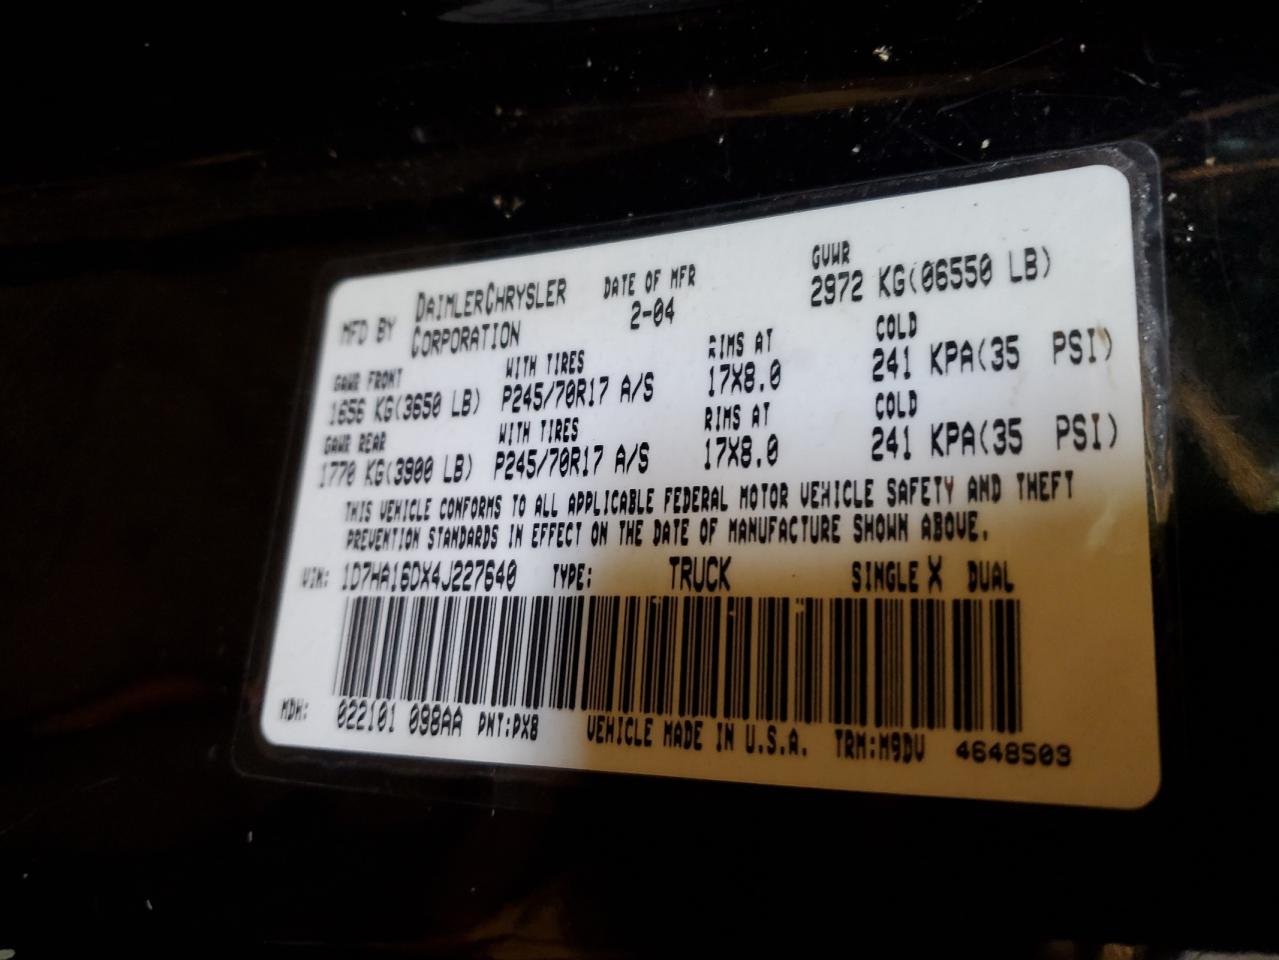 MFD BY DAIMLERCHRYSLER CORPORATION DATE OF MFR 2-04 GVWR 2972 KG(06550 LB)
GAWR FRONT WITH TIRES RIMS AT COLD
1656 KG(3650 LB) P245/70R17 A/S 17X8.0 241 KPA(35 PSI)
GAWR REAR WITH TIRES RIMS AT COLD
1770 KG(3900 LB) P245/70R17 A/S 17X8.0 241 KPA(35 PSI)
THIS VEHICLE CONFORMS TO ALL APPLICABLE FEDERAL MOTOR VEHICLE SAFETY AND THEFT
PREVENTION STANDARDS IN EFFECT ON THE DATE OF MANUFACTURE SHOWN ABOVE.
VIN: 1D7HA16DX4J227640 TYPE: TRUCK SINGLE X DUAL
MDH: 022101 098AA PNT:PX8 VEHICLE MADE IN U.S.A. TRM:M9DV 4648503